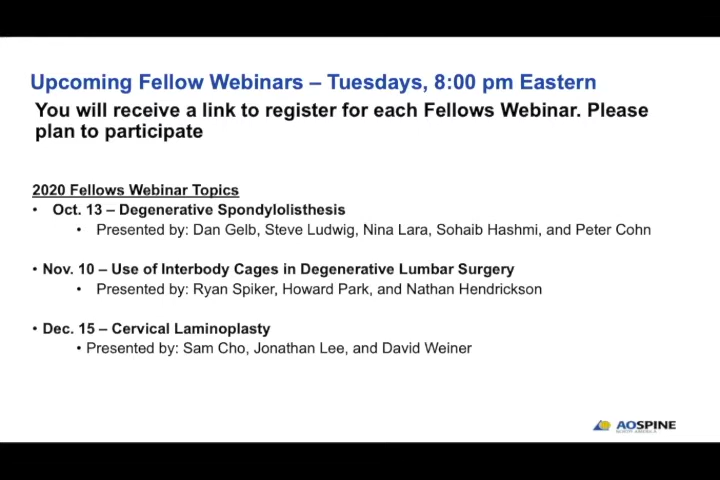 Upcoming Fellow Webinars – Tuesdays, 8:00 pm Eastern
You will receive a link to register for each Fellows Webinar. Please
plan to participate
2020 Fellows Webinar Topics
• Oct. 13 – Degenerative Spondylolisthesis
• Presented by: Dan Gelb, Steve Ludwig, Nina Lara, Sohaib Hashmi, and Peter Cohn
• Nov. 10 – Use of Interbody Cages in Degenerative Lumbar Surgery
• Presented by: Ryan Spiker, Howard Park, and Nathan Hendrickson
• Dec. 15 – Cervical Laminoplasty
• Presented by: Sam Cho, Jonathan Lee, and David Weiner
AOSPINE
NORTH AMERICA